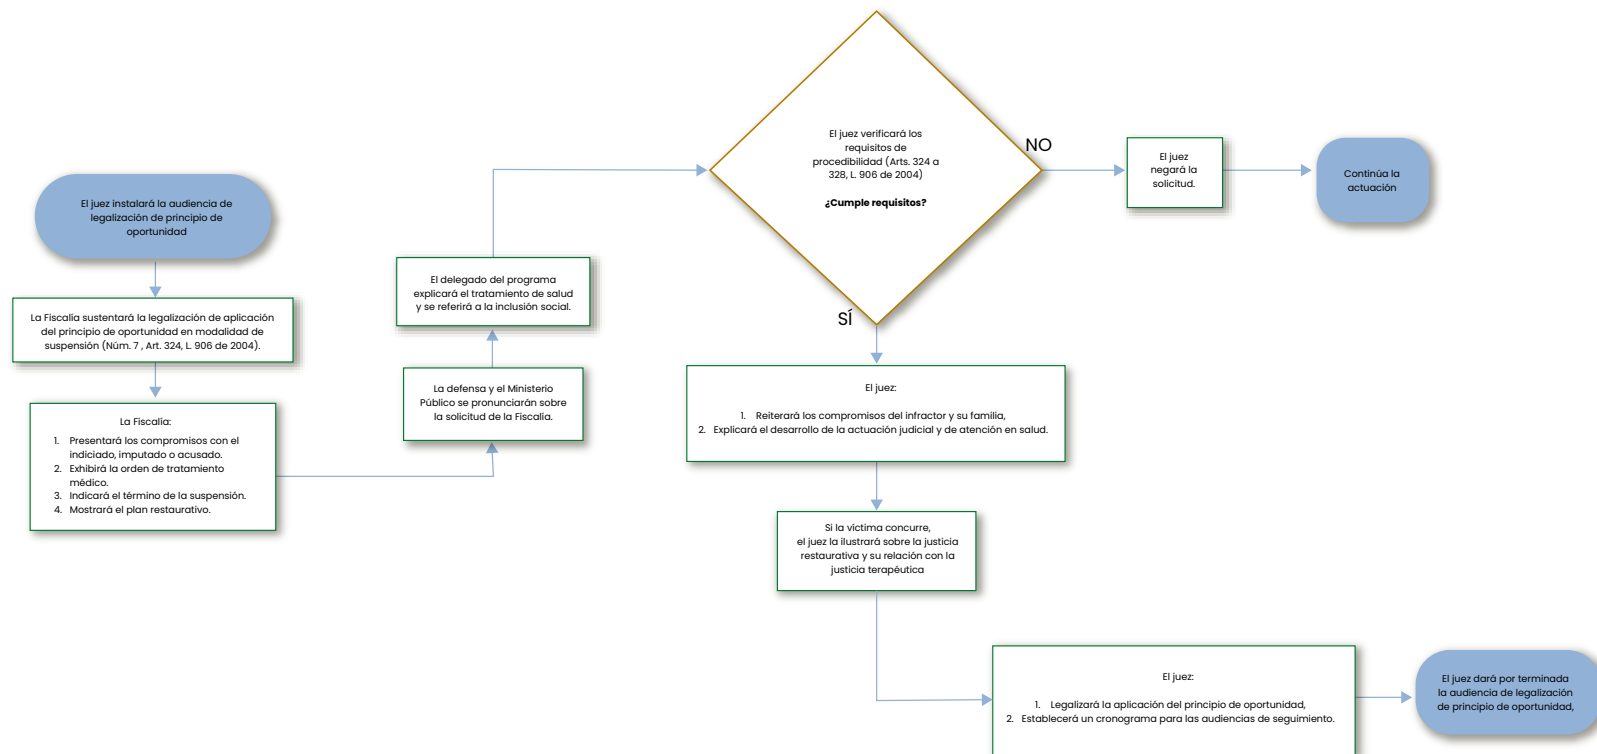 El juez instalará la audiencia de
legalización de principio de
oportunidad
La Fiscalía sustentará la legalización de aplicación
del principio de oportunidad en modalidad de
suspensión (Núm. 7 , Art. 324, L. 906 de 2004).
La Fiscalía:
1. Presentará los compromisos con el
indiciado, imputado o acusado.
2. Exhibirá la orden de tratamiento
médico.
3. Indicará el término de la suspensión.
4. Mostrará el plan restaurativo.
La defensa y el Ministerio
Público se pronunciarán sobre
la solicitud de la Fiscalía.
El delegado del programa
explicará el tratamiento de salud
y se referirá a la inclusión social.
El juez verificará los
requisitos de
procedibilidad (Arts. 324 a
328, L. 906 de 2004)
¿Cumple requisitos?
NO
El juez
negará la
solicitud.
Continúa la
actuación
SÍ
El juez:
1. Reiterará los compromisos del infractor y su familia,
2. Explicará el desarrollo de la actuación judicial y de atención en salud.
Si la víctima concurre,
el juez la ilustrará sobre la justicia
restaurativa y su relación con la
justicia terapéutica
El juez:
1. Legalizará la aplicación del principio de oportunidad,
2. Establecerá un cronograma para las audiencias de seguimiento.
El juez dará por terminada
la audiencia de legalización
de principio de oportunidad,